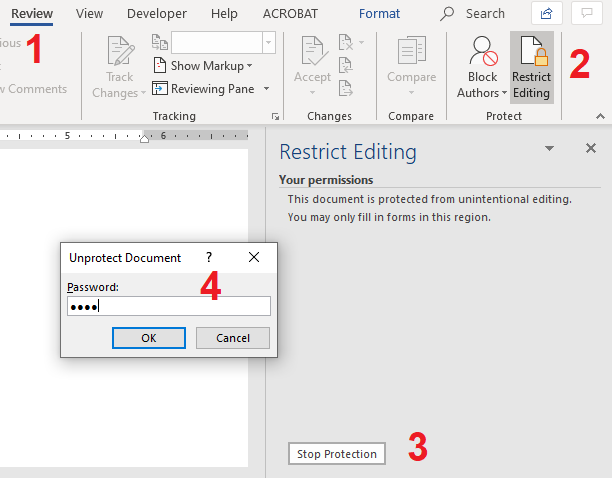 Review View Developer Help ACROBAT Format Search
1
2
ious
t
w Comments
Track
Changes
Show Markup
Reviewing Pane
Tracking
Accept
Changes
Compare
Compare
Block
Authors
Restrict
Editing
Protect
5 6
Restrict Editing
Your permissions
This document is protected from unintentional editing.
You may only fill in forms in this region.
Unprotect Document ?
4
Password:
••••
OK Cancel
Stop Protection
3